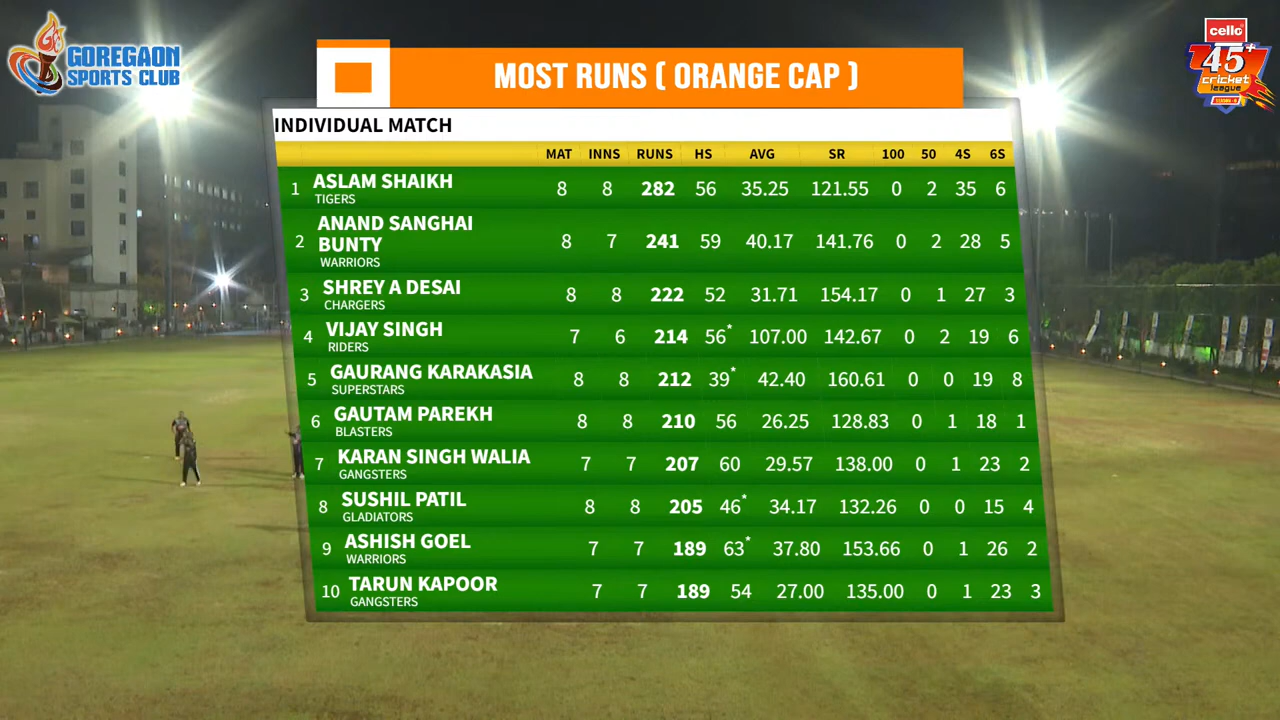 GOREGAON
SPORTS CLUB
cello
45+
cricket
league
MOST RUNS ( ORANGE CAP )
INDIVIDUAL MATCH
MAT INNS RUNS HS AVG SR 100 50 4S 6S
1 ASLAM SHAIKH 8 8 282 56 35.25 121.55 0 2 35 6
TIGERS
2 ANAND SANGHAI BUNTY 8 7 241 59 40.17 141.76 0 2 28 5
WARRIORS
3 SHREY A DESAI 8 8 222 52 31.71 154.17 0 1 27 3
CHARGERS
4 VIJAY SINGH 7 6 214 56* 107.00 142.67 0 2 19 6
RIDERS
5 GAURANG KARAKASIA 8 8 212 39* 42.40 160.61 0 0 19 8
SUPERSTARS
6 GAUTAM PAREKH 8 8 210 56 26.25 128.83 0 1 18 1
BLASTERS
7 KARAN SINGH WALIA 7 7 207 60 29.57 138.00 0 1 23 2
GANGSTERS
8 SUSHIL PATIL 8 8 205 46* 34.17 132.26 0 0 15 4
GLADIATORS
9 ASHISH GOEL 7 7 189 63* 37.80 153.66 0 1 26 2
WARRIORS
10 TARUN KAPOOR 7 7 189 54 27.00 135.00 0 1 23 3
GANGSTERS